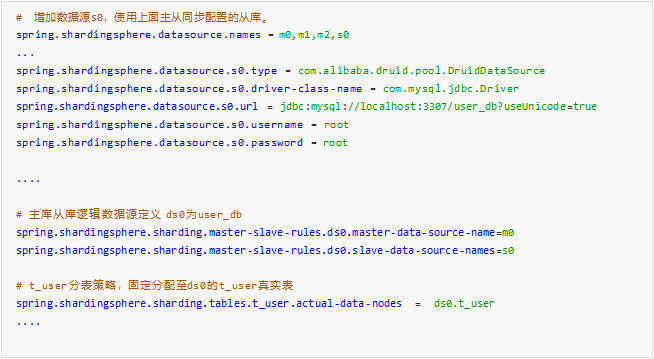 #  增加数据源s0，使用上面主从同步配置的从库。
spring.shardingsphere.datasource.names = m0,m1,m2,s0
...
spring.shardingsphere.datasource.s0.type = com.alibaba.druid.pool.DruidDataSource
spring.shardingsphere.datasource.s0.driver-class-name = com.mysql.jdbc.Driver
spring.shardingsphere.datasource.s0.url = jdbc:mysql://localhost:3307/user_db?useUnicode=true
spring.shardingsphere.datasource.s0.username = root
spring.shardingsphere.datasource.s0.password = root
....
# 主库从库逻辑数据源定义 ds0为user_db
spring.shardingsphere.sharding.master-slave-rules.ds0.master-data-source-name=m0
spring.shardingsphere.sharding.master-slave-rules.ds0.slave-data-source-names=s0
# t_user分表策略，固定分配至ds0的t_user真实表
spring.shardingsphere.sharding.tables.t_user.actual-data-nodes = ds0.t_user
....